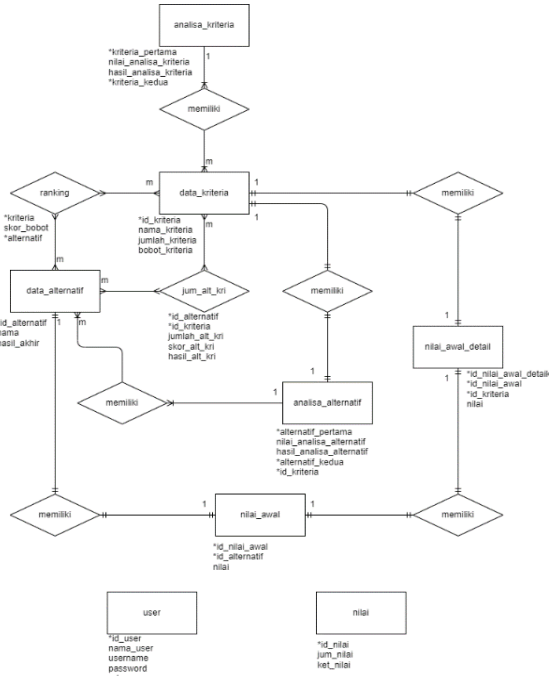 analisa_kriteria
*kriteria_pertama
nilai_analisa_kriteria
hasil_analisa_kriteria
*kriteria_kedua
1
memiliki
m
ranking
m
data_kriteria
1
1
memiliki
*kriteria
skor_bobot
*alternatif
*id_kriteria
nama_kriteria
jumlah_kriteria
bobot_kriteria
m
m
data_alternatif
m
jum_alt_kri
memiliki
id_alternatif
nama
hasil_akhir
1
m
*id_alternatif
*id_kriteria
jumlah_alt_kri
skor_alt_kri
hasil_alt_kri
1
nilai_awal_detail
1
*id_nilai_awal_detaik
*id_nilai_awal
*id_kriteria
nilai
memiliki
1
1
analisa_alternatif
*alternatif_pertama
nilai_analisa_alternatif
hasil_analisa_alternatif
*alternatif_kedua
*id_kriteria
memiliki
1
nilai_awal
1
memiliki
*id_nilai_awal
*id_alternatif
nilai
user
*id_user
nama_user
username
password
nilai
*id_nilai
jum_nilai
ket_nilai